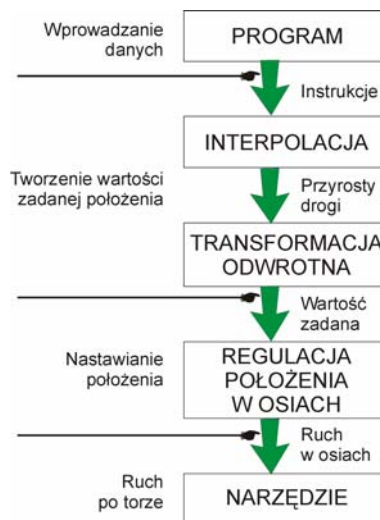 Wprowadzanie
danych
PROGRAM
Instrukcje
INTERPOLACJA
Tworzenie wartości
zadanej położenia
Przyrosty
drogi
TRANSFORMACJA
ODWROTNA
Wartość
zadana
Nastawianie
położenia
REGULACJA
POŁOŻENIA
W OSIACH
Ruch
w osiach
Ruch
po torze
NARZĘDZIE